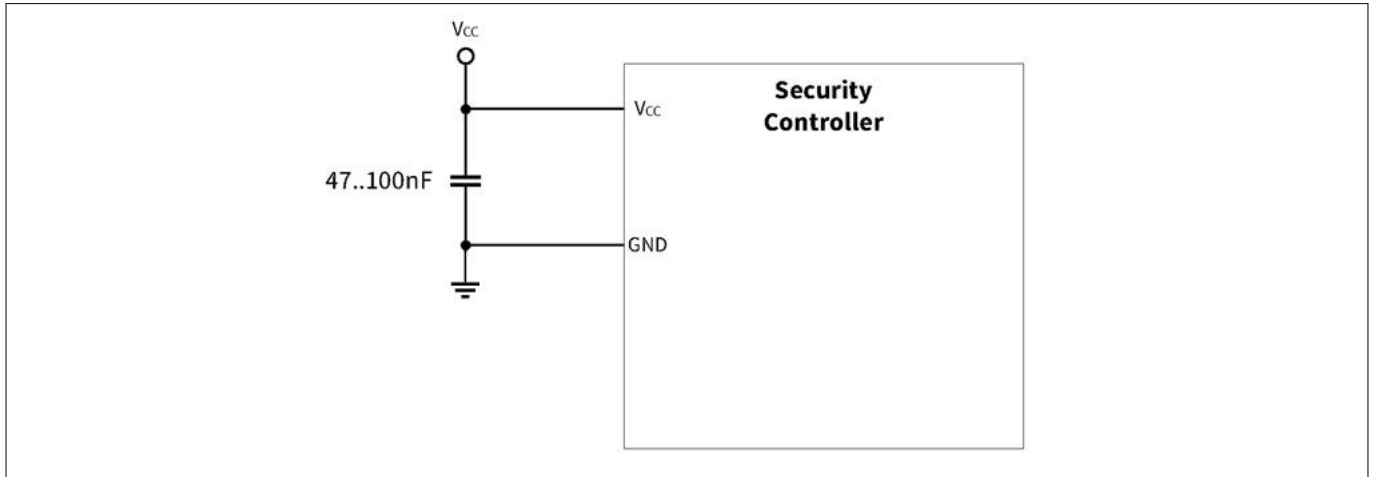 Vcc
Security
Controller
Vcc
47..100nF
GND